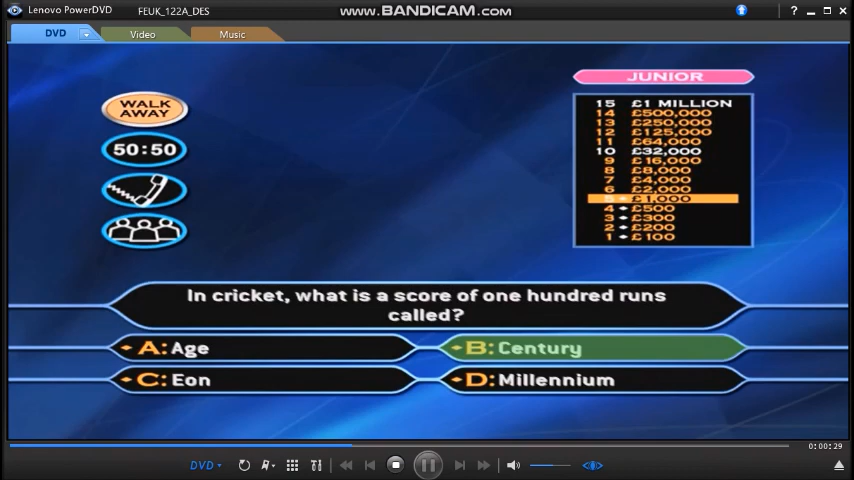 Lenovo PowerDVD
FEUK_122A_DES
www.BANDICAM.com
DVD
Video
Music
WALK
AWAY
50:50
JUNIOR
15 £1 MILLION
14 £500,000
13 £250,000
12 £125,000
11 £64,000
10 £32,000
9 £16,000
8 £8,000
7 £4,000
6 £2,000
5 £1,000
4 £500
3 £300
2 £200
1 £100
In cricket, what is a score of one hundred runs
called?
A: Age
B: Century
C: Eon
D: Millennium
0:00:29
DVD